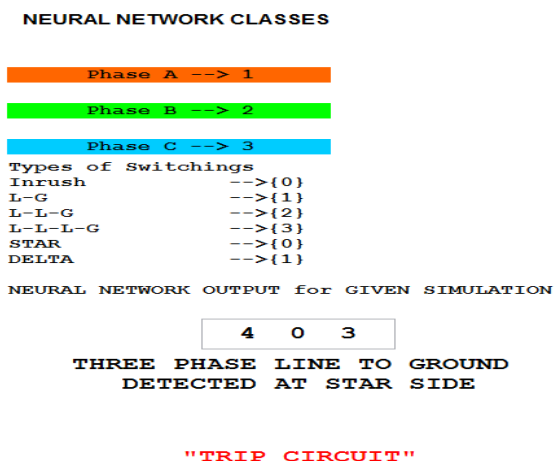 NEURAL NETWORK CLASSES
Phase A --> 1
Phase B --> 2
Phase C --> 3
Types of Switchings
Inrush -->{0}
L-G -->{1}
L-L-G -->{2}
L-L-L-G -->{3}
STAR -->{0}
DELTA -->{1}
NEURAL NETWORK OUTPUT for GIVEN SIMULATION
4 0 3
THREE PHASE LINE TO GROUND
DETECTED AT STAR SIDE
"TRIP CIRCUIT"